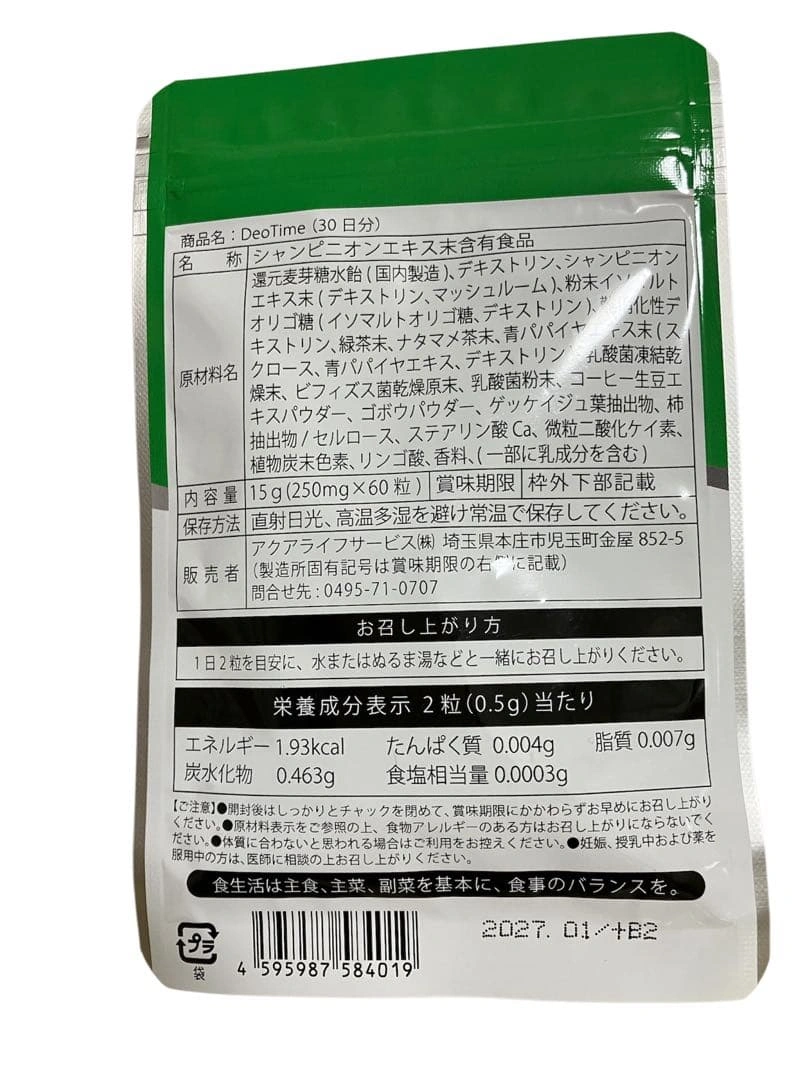 商品名：DeoTime（30日分）
名　称 シャンピニオンエキス末含有食品
原材料名
還元麦芽糖水飴(国内製造)、デキストリン、シャンピニオン
エキス末(デキストリン、マッシュルーム)、粉末イソマルト
オリゴ糖(イソマルトオリゴ糖、デキストリン)、難消化性デ
キストリン、緑茶末、ナタマメ茶末、青パパイヤエキス末(ス
クロース、青パパイヤエキス、デキストリン)、乳酸菌凍結乾
燥末、ビフィズス菌乾燥原末、乳酸菌粉末、コーヒー生豆エ
キスパウダー、ゴボウパウダー、ゲッケイジュ葉抽出物、柿
抽出物/セルロース、ステアリン酸Ca、微粒二酸化ケイ素、
植物炭末色素、リンゴ酸、香料、(一部に乳成分を含む)
内容量 15g(250mg×60粒) 賞味期限 枠外下部記載
保存方法 直射日光、高温多湿を避け常温で保存してください。
販売者
アクアライフサービス㈱ 埼玉県本庄市児玉町金屋852-5
(製造所固有記号は賞味期限の右側に記載)
問合せ先:0495-71-0707
お召し上がり方
1日2粒を目安に、水またはぬるま湯などと一緒にお召し上がりください。
栄養成分表示 2粒(0.5g)当たり
エネルギー 1.93kcal たんぱく質 0.004g 脂質 0.007g
炭水化物 0.463g 食塩相当量 0.0003g
【ご注意】●開封後はしっかりとチャックを閉めて、賞味期限にかかわらずお早めにお召し上がり
ください。●原材料表示をご参照の上、食物アレルギーのある方はお召し上がりにならないでく
ださい。●体質に合わないと思われる場合はご利用をお控えください。●妊娠、授乳中および薬を
服用中の方は、医師に相談の上お召し上がりください。
食生活は主食、主菜、副菜を基本に、食事のバランスを。
プラ
袋
4 595987 584019
2027. 01/+B2